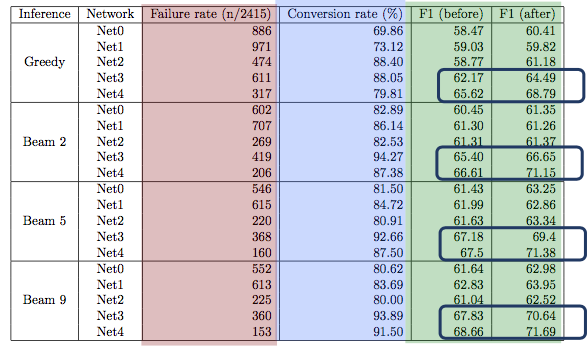 Inference Network Failure rate (n/2415) Conversion rate (%) F1 (before) F1 (after)
Greedy Net0 886 69.86 58.47 60.41
Net1 971 73.12 59.03 59.82
Net2 474 88.40 58.77 61.18
Net3 611 88.05 62.17 64.49
Net4 317 79.81 65.62 68.79
Beam 2 Net0 602 82.89 60.45 61.35
Net1 707 86.14 61.30 61.26
Net2 269 82.53 61.31 61.37
Net3 419 94.27 65.40 66.65
Net4 206 87.38 66.61 71.15
Beam 5 Net0 546 81.50 61.43 63.25
Net1 615 84.72 61.99 62.86
Net2 220 80.91 61.63 63.34
Net3 368 92.66 67.18 69.4
Net4 160 87.50 67.5 71.38
Beam 9 Net0 552 80.62 61.64 62.98
Net1 613 83.69 62.83 63.95
Net2 225 80.00 61.04 62.52
Net3 360 93.89 67.83 70.64
Net4 153 91.50 68.66 71.69